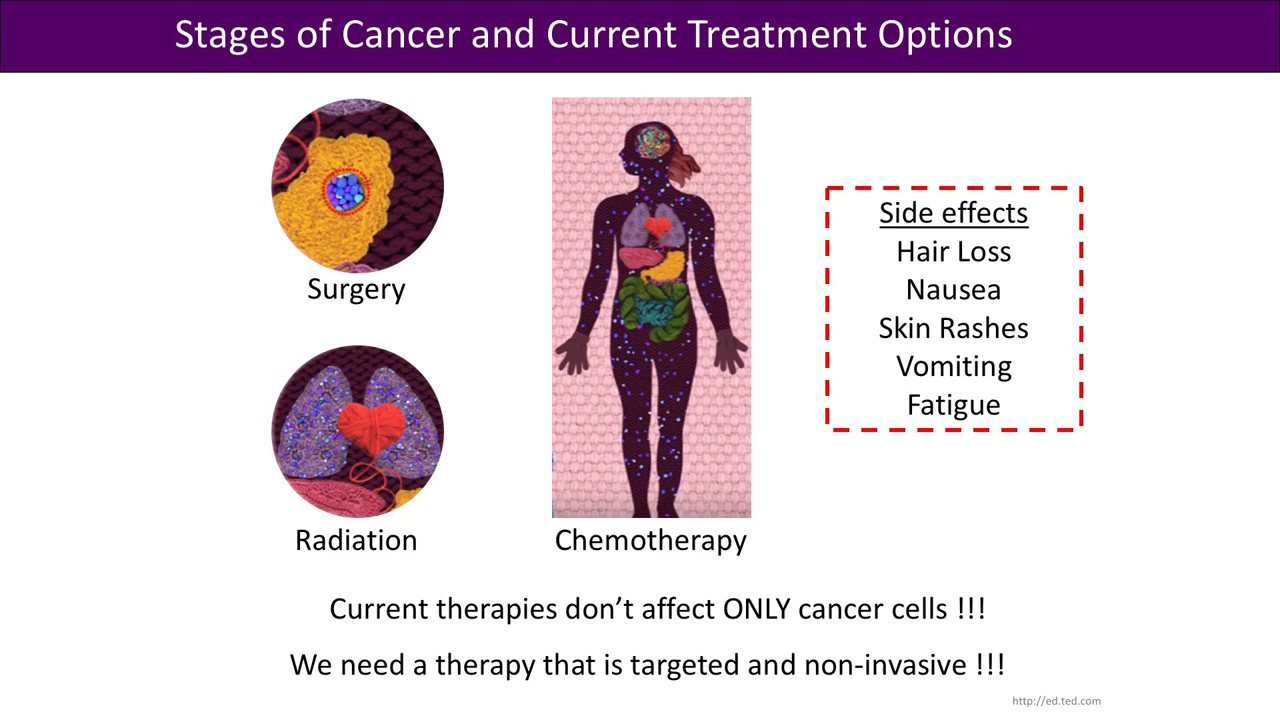 Stages of Cancer and Current Treatment Options
Surgery
Radiation
Chemotherapy
Side effects
Hair Loss
Nausea
Skin Rashes
Vomiting
Fatigue
Current therapies don’t affect ONLY cancer cells !!!
We need a therapy that is targeted and non-invasive !!!
http://ed.ted.com